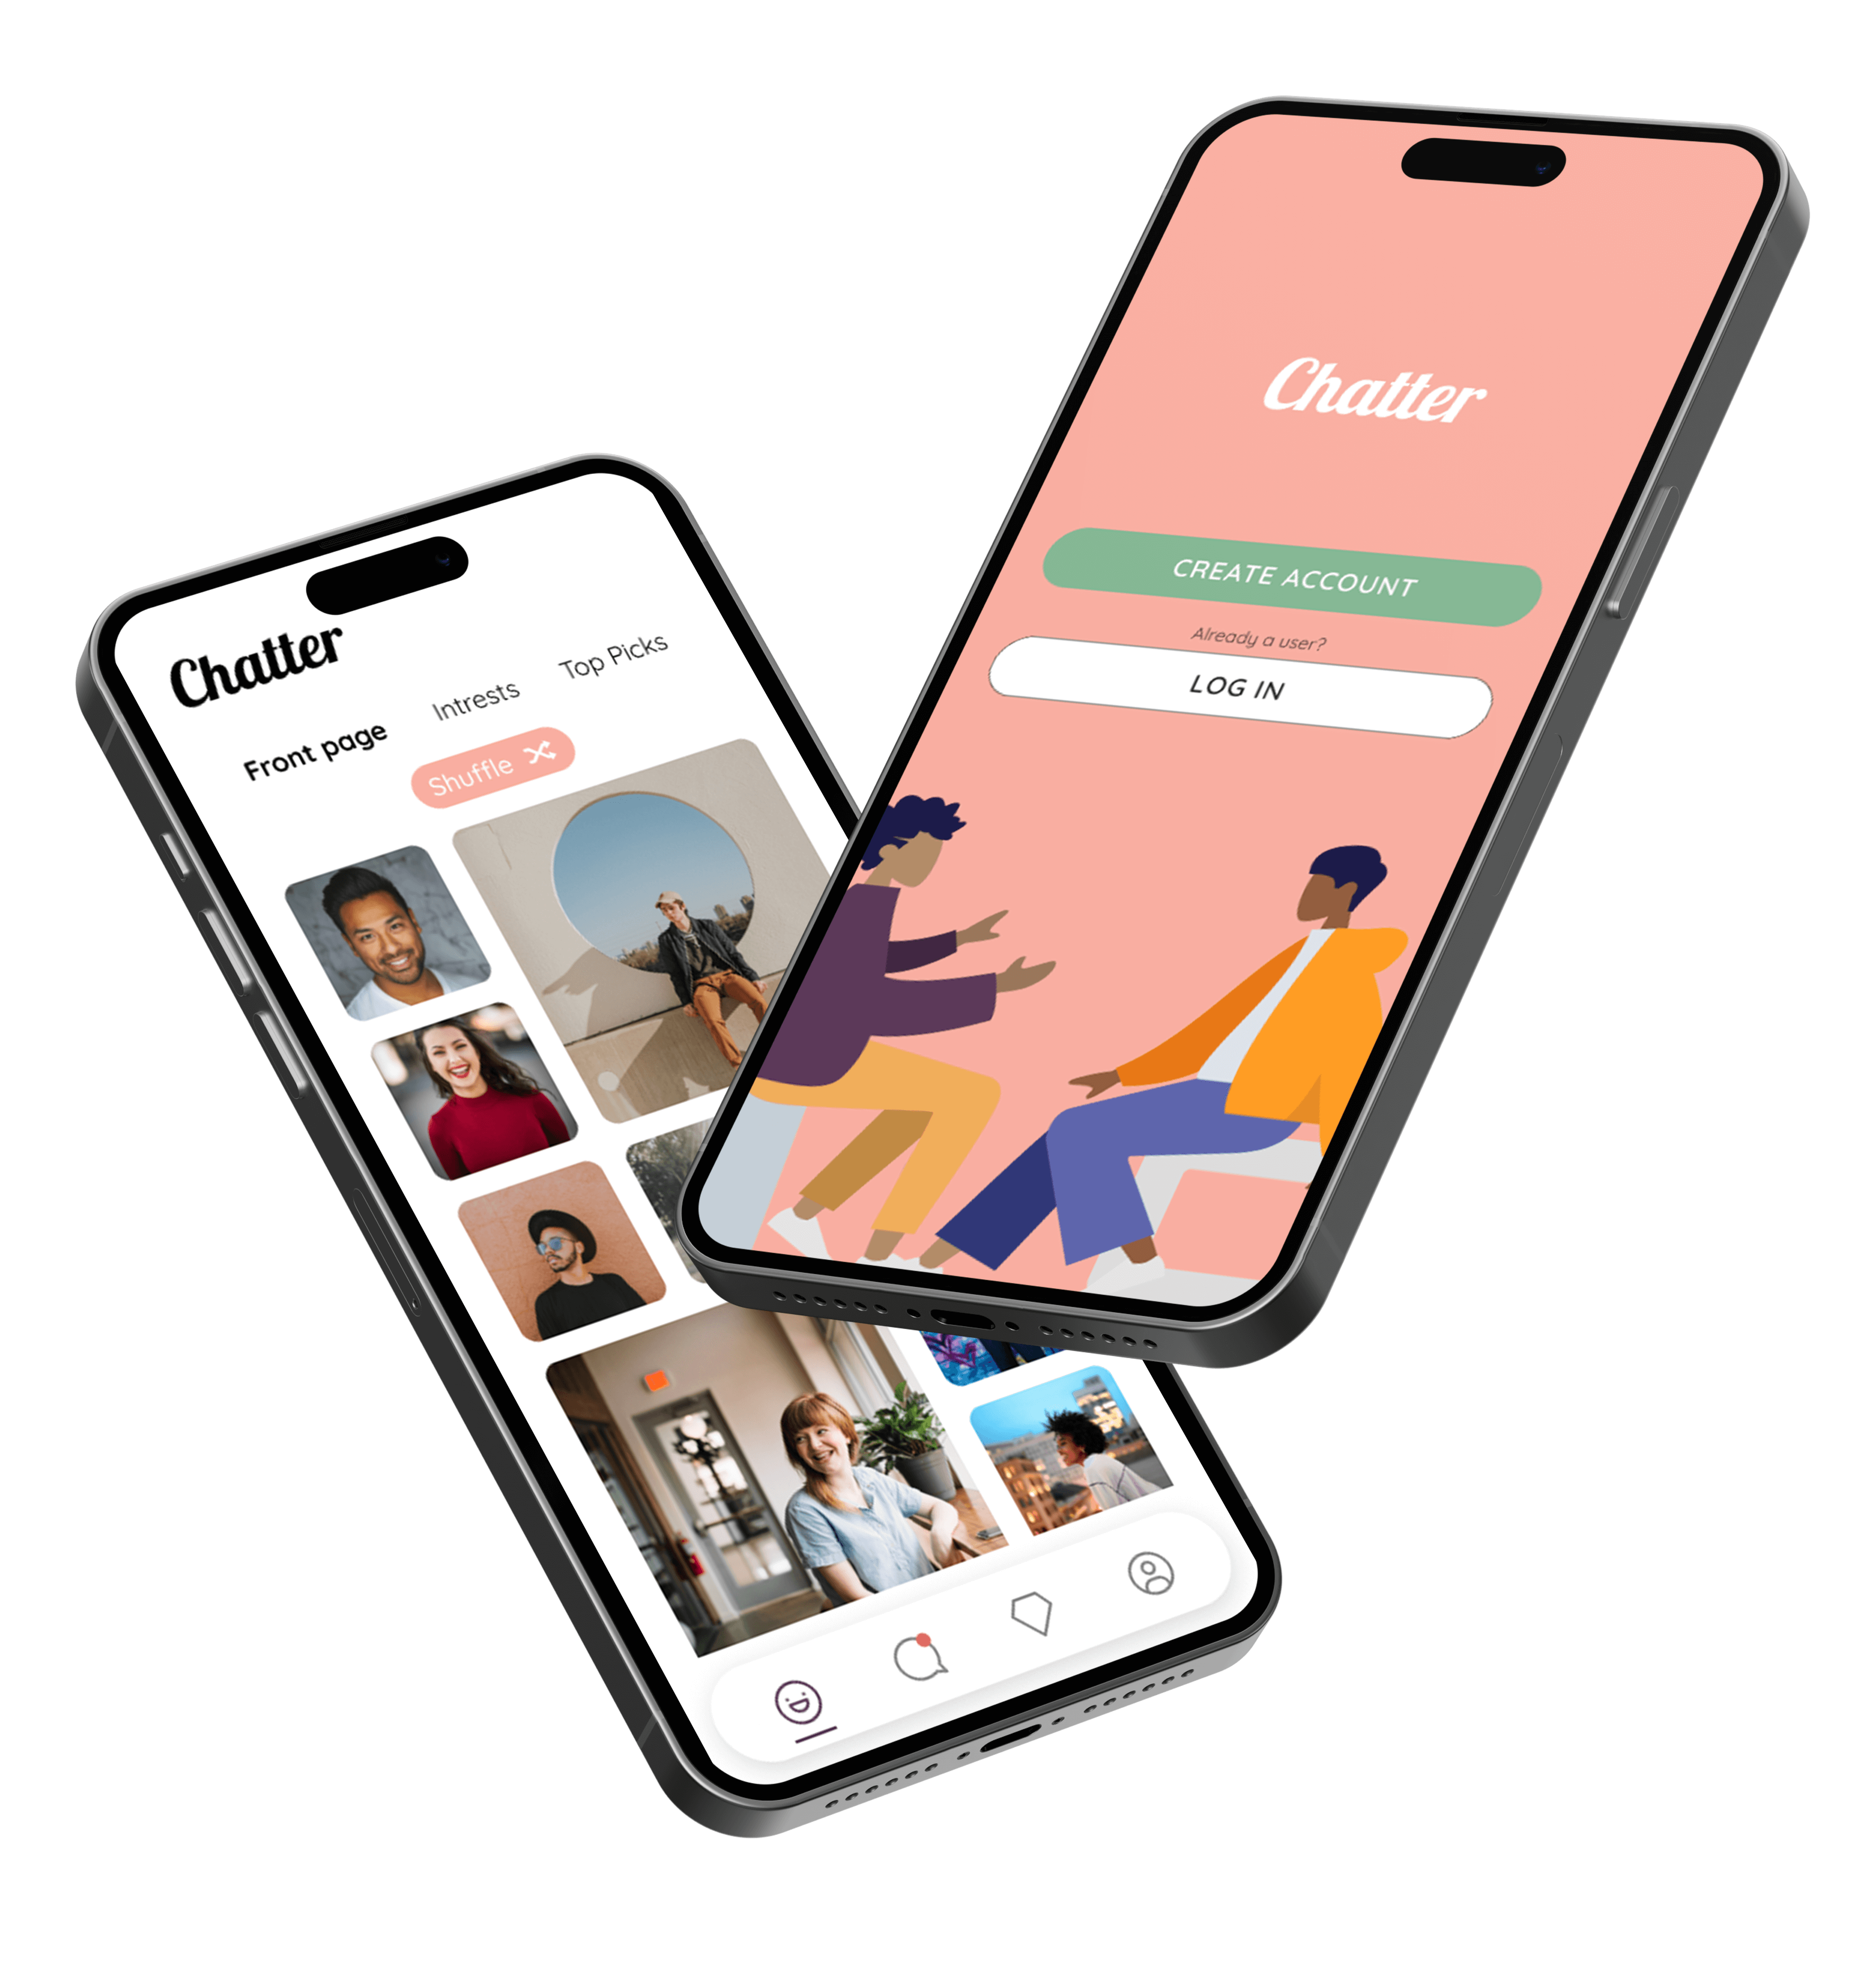 Chatter
Front page
Intrests
Top Picks
Shuffle
Chatter
CREATE ACCOUNT
Already a user?
LOG IN